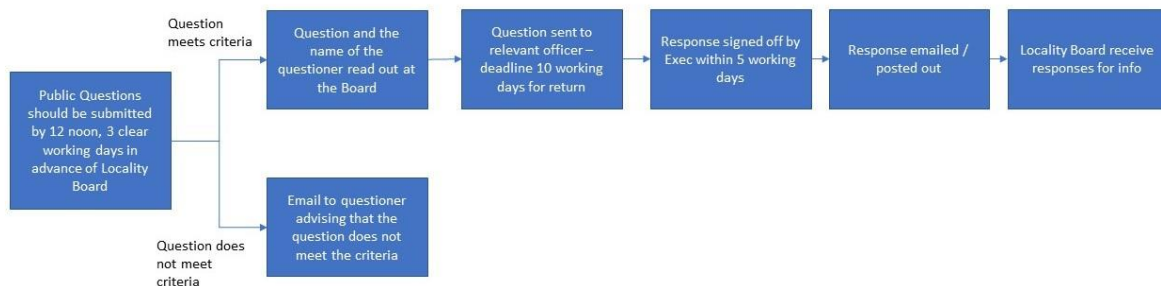 Question
meets criteria
Question and the
name of the
questioner read out at
the Board
Question sent to
relevant officer –
deadline 10 working
days for return
Response signed off by
Exec within 5 working
days
Response emailed /
posted out
Locality Board receive
responses for info
Public Questions
should be submitted
by 12 noon, 3 clear
working days in
advance of Locality
Board
Email to questioner
advising that the
question does not
meet the criteria
Question does
not meet
criteria